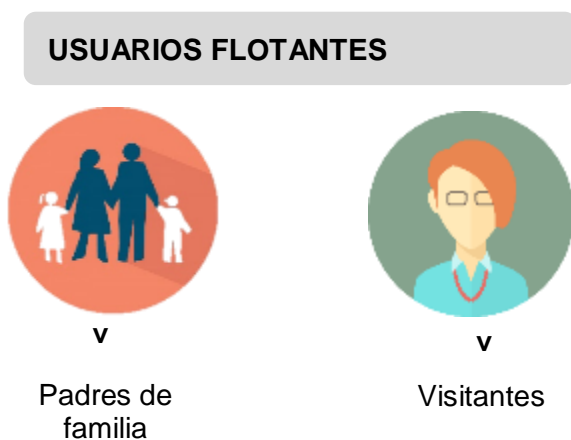 USUARIOS FLOTANTES
v
v
Padres de
familia
Visitantes